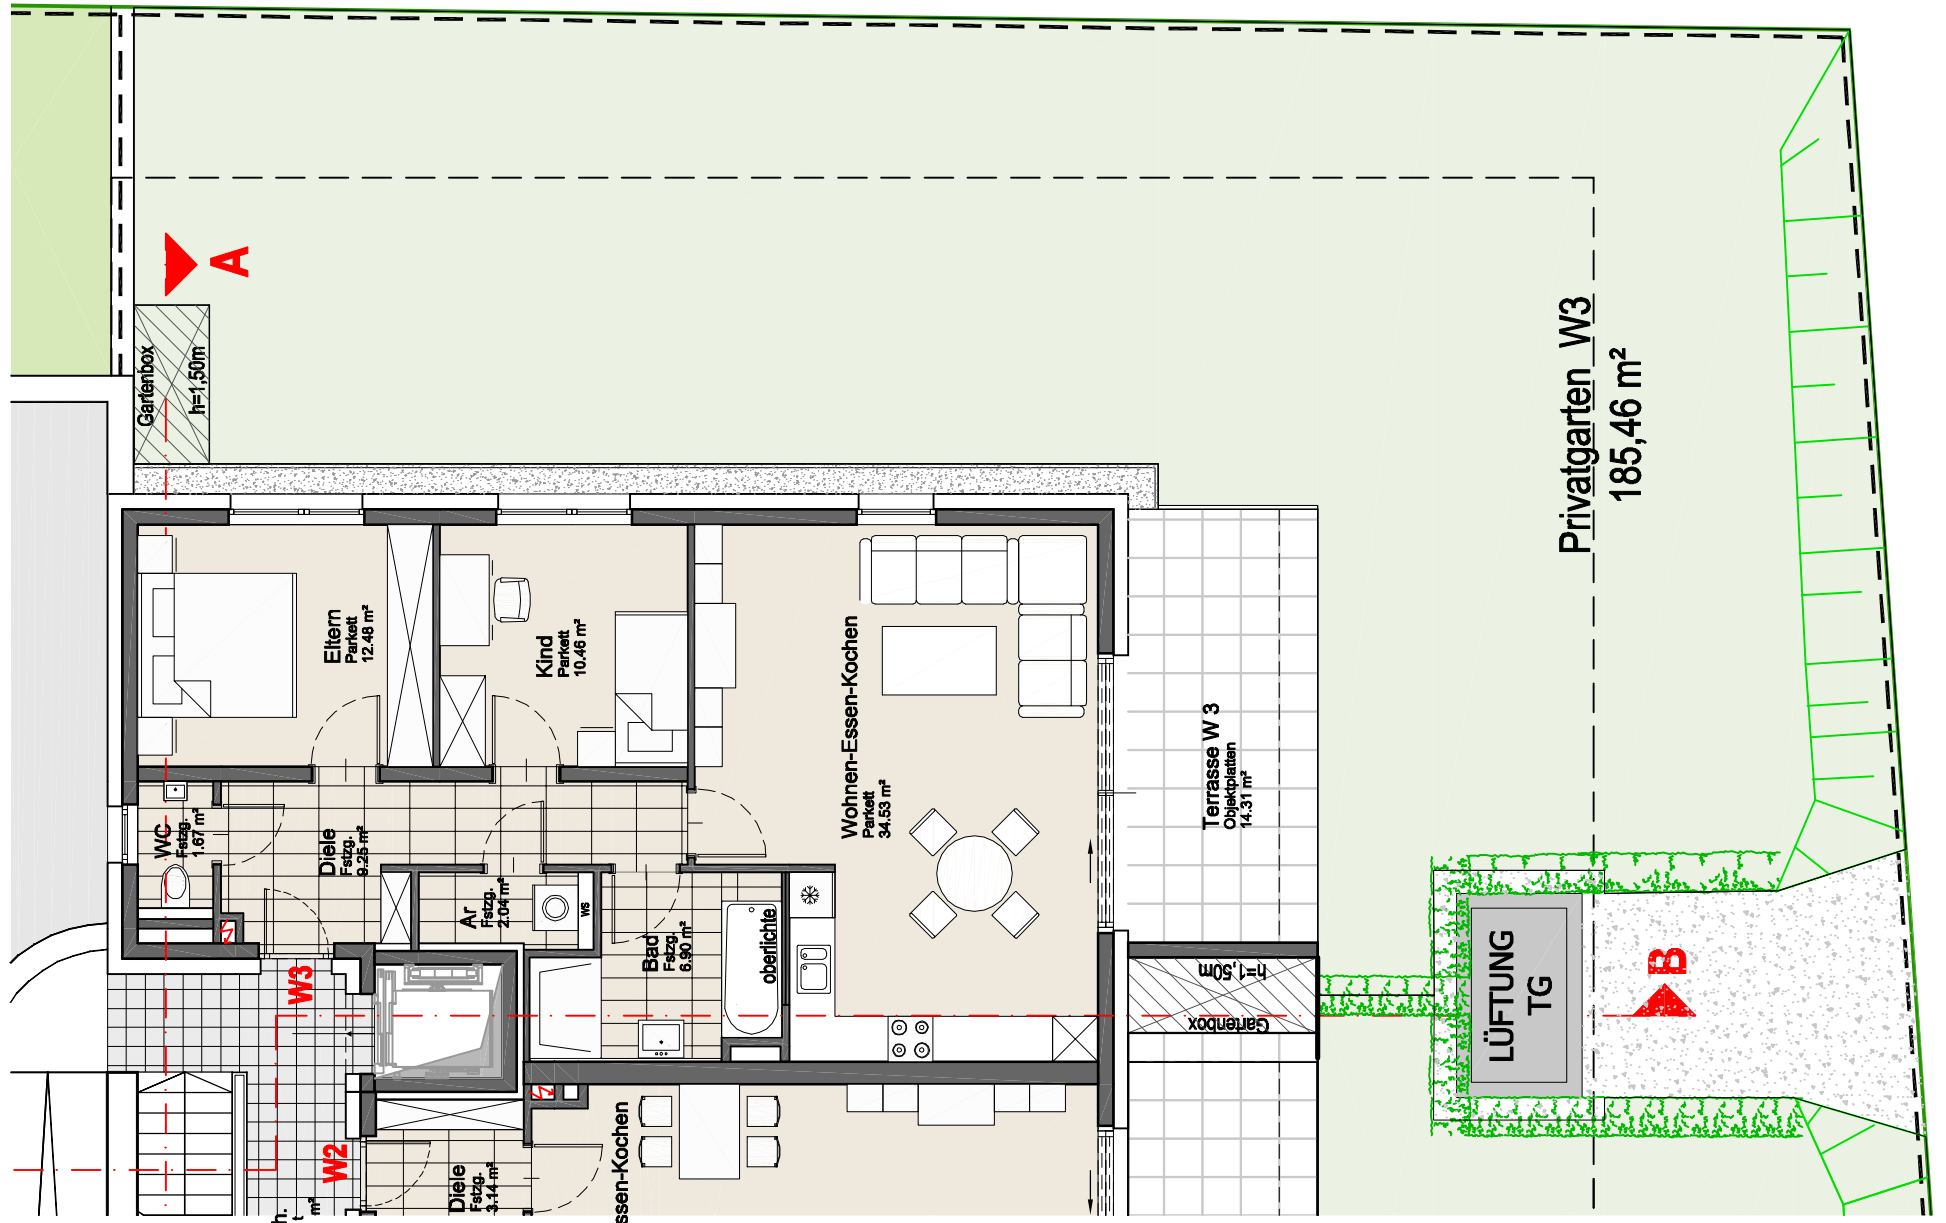 A
Gartenbox
h=1,50m
Privatgarten W3
185,46 m²
Eltern
Parkett
12.48 m²
Kind
Parkett
10.46 m²
Wohnen-Essen-Kochen
Parkett
34.53 m²
Terrasse W 3
Objektplatten
14.31 m²
WC
Fstzg.
1.67 m²
Diele
Fstzg.
9.25 m²
Ar
Fstzg.
2.04 m²
ws
Bad
Fstzg.
6.90 m²
oberlichte
W3
h=1,50m
Gartenbox
LÜFTUNG
TG
B
W2
Diele
Fstzg.
3.14 m²
ssen-Kochen
h.
t
m²